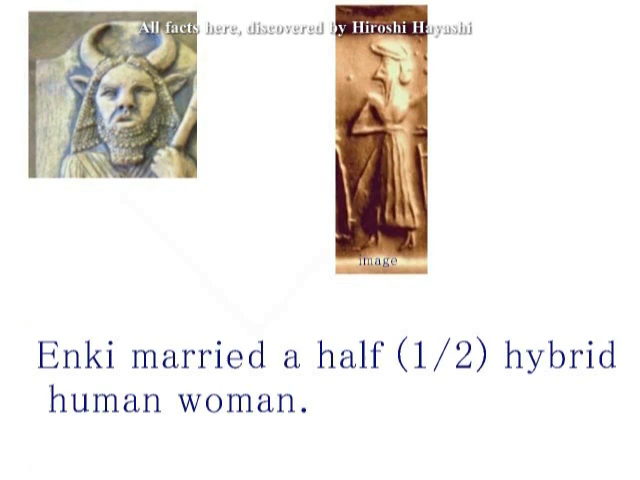 All facts here, discovered by Hiroshi Hayashi
image
Enki married a half (1/2) hybrid
human woman.